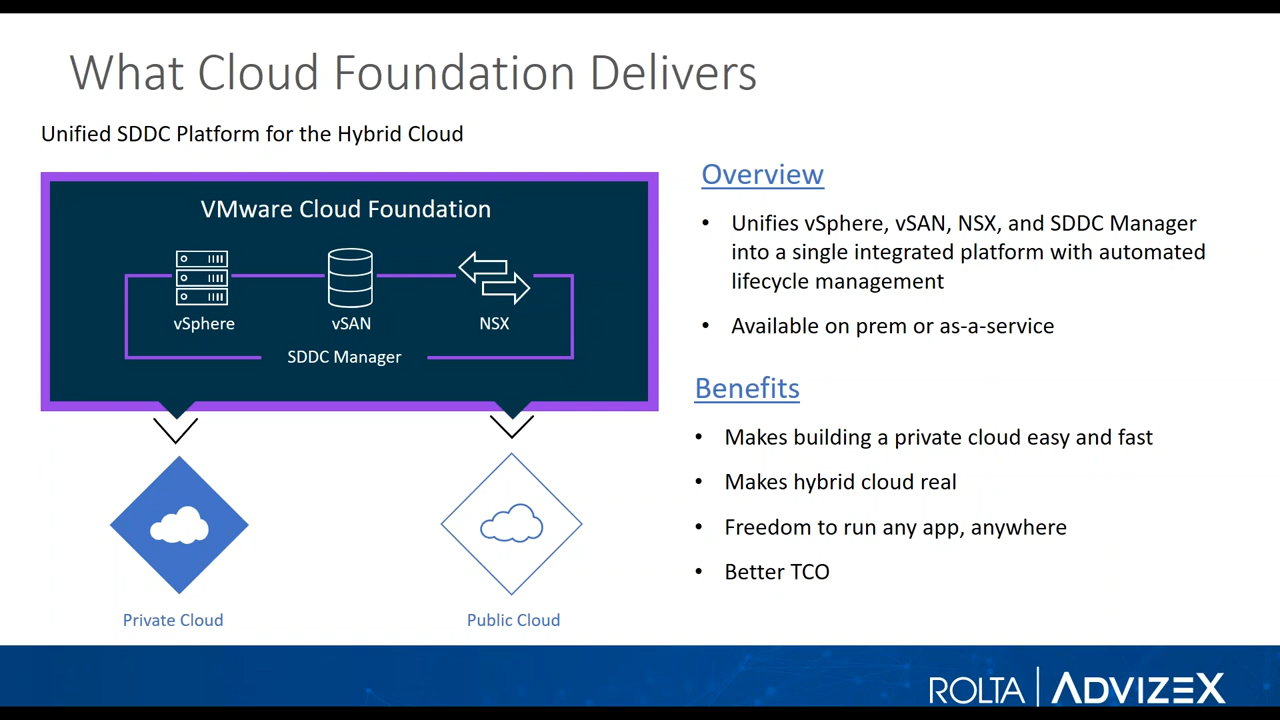 What Cloud Foundation Delivers
Unified SDDC Platform for the Hybrid Cloud
VMware Cloud Foundation
vSphere
vSAN
NSX
SDDC Manager
Private Cloud
Public Cloud
Overview
• Unifies vSphere, vSAN, NSX, and SDDC Manager
into a single integrated platform with automated
lifecycle management
• Available on prem or as-a-service
Benefits
• Makes building a private cloud easy and fast
• Makes hybrid cloud real
• Freedom to run any app, anywhere
• Better TCO
ROLTA | ADVIZEX